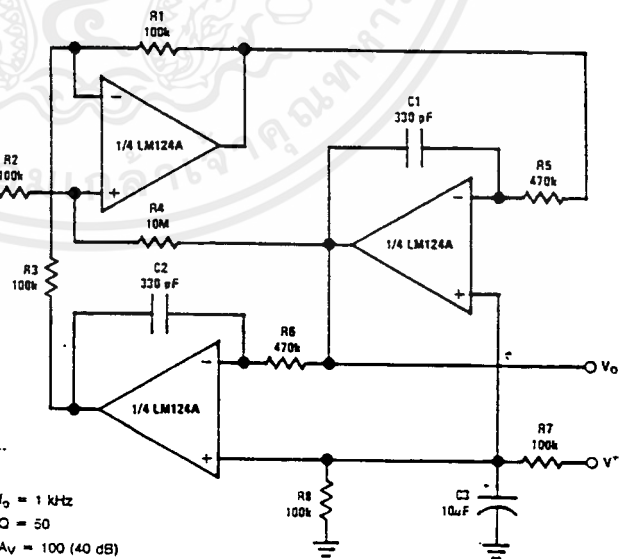 R1
100k
1/4 LM124A
C1
330 pF
R2
100k
R5
470k
R4
10M
1/4 LM124A
R3
100k
C2
330 pF
R6
470k
Vo
1/4 LM124A
R7
100k
V+
R8
100k
C3
10µF
fo = 1 kHz
Q = 50
AV = 100 (40 dB)